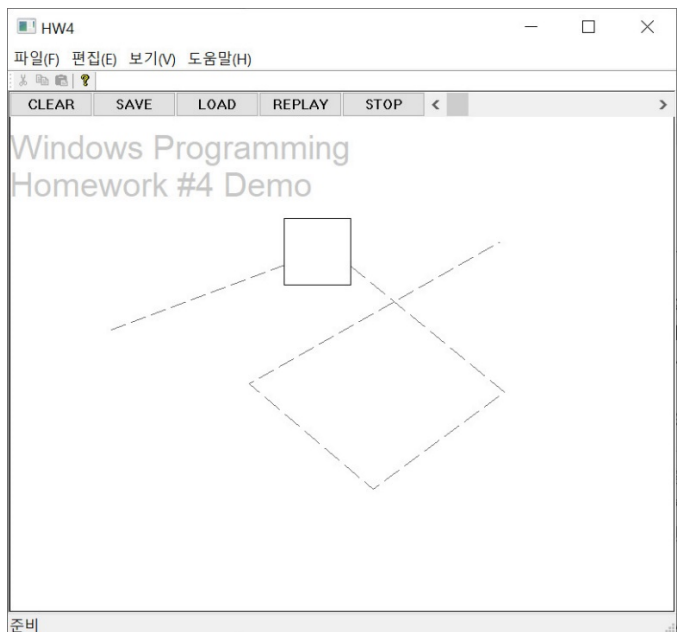 HW4
파일(F) 편집(E) 보기(V) 도움말(H)
CLEAR SAVE LOAD REPLAY STOP
Windows Programming
Homework #4 Demo
준비